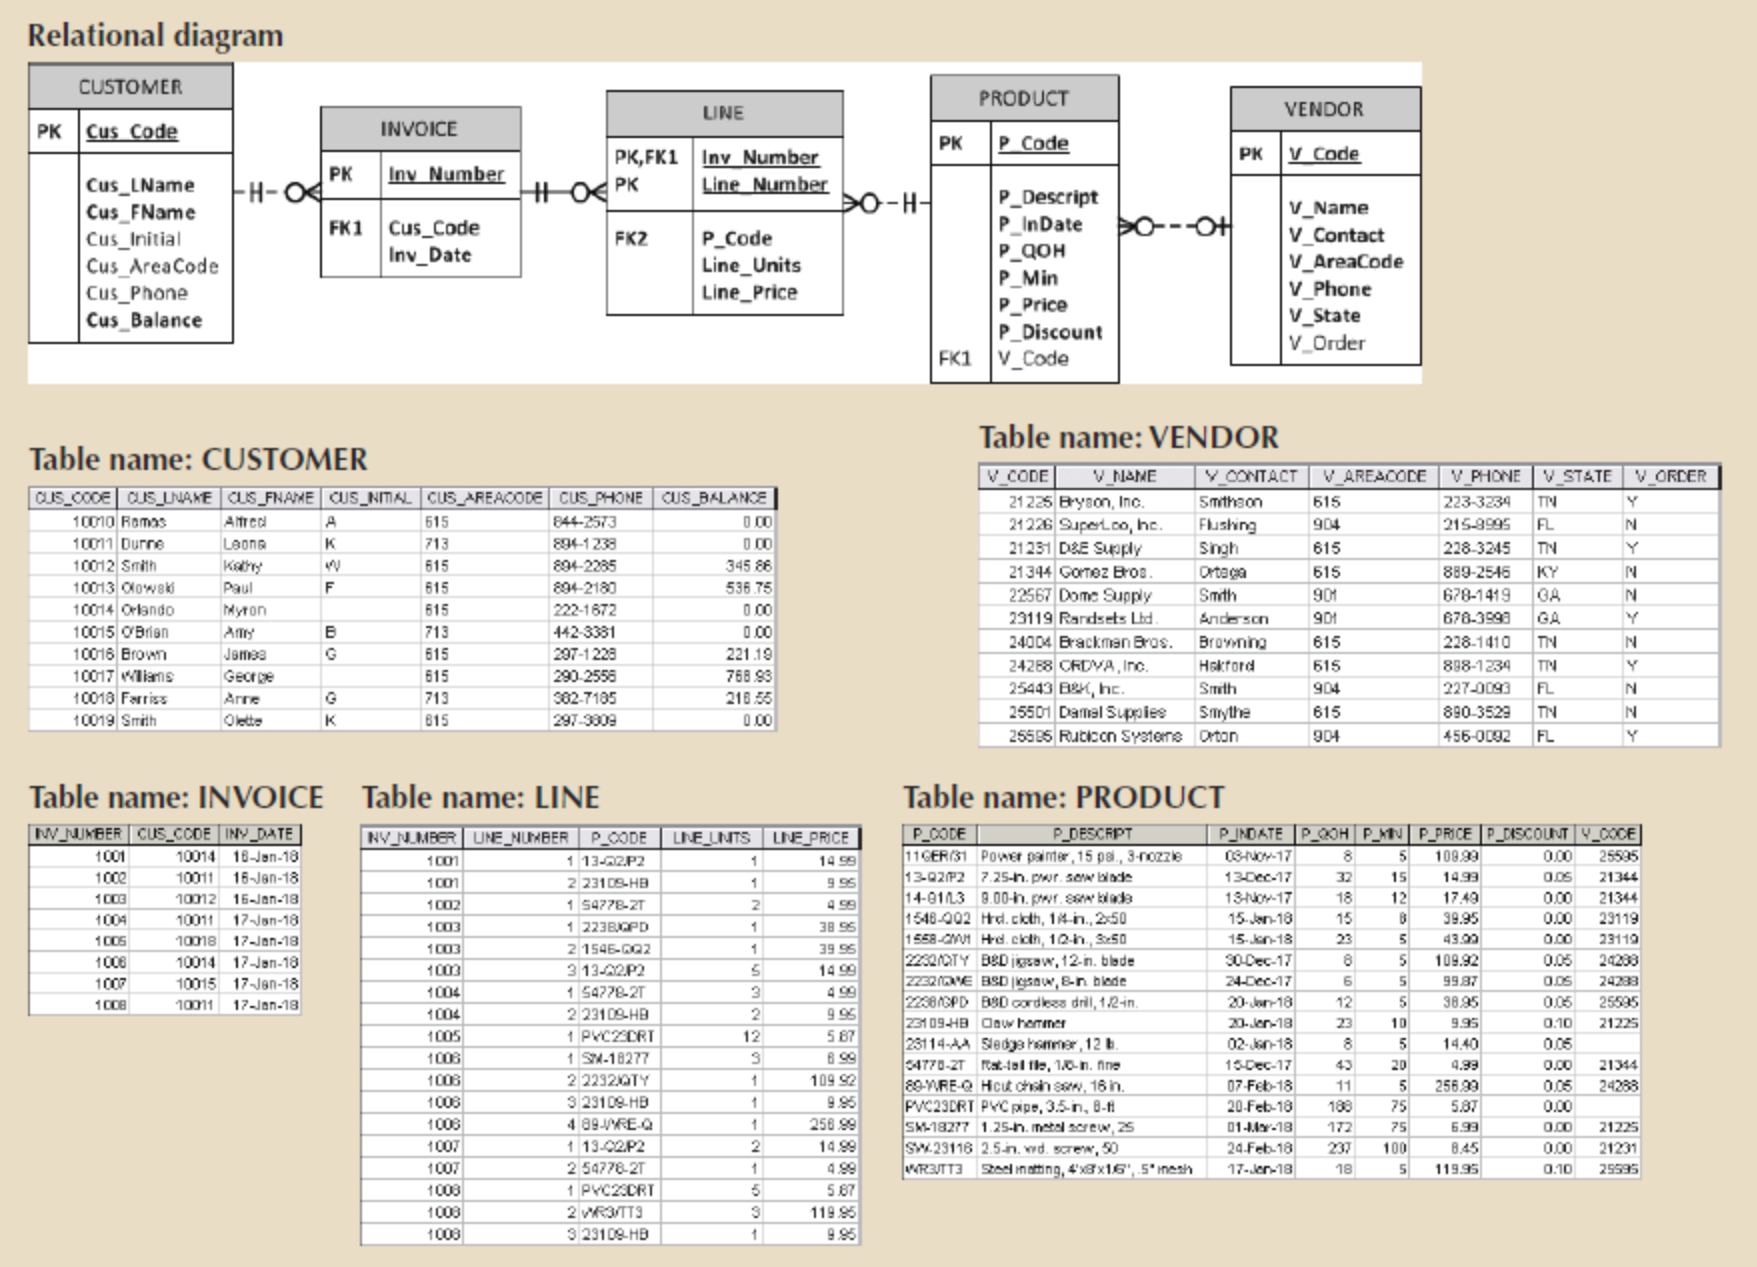 Relational diagram
CUSTOMER
PK Cus_Code
Cus_LName
Cus_FName
Cus_Initial
Cus_AreaCode
Cus_Phone
Cus_Balance
INVOICE
PK Inv_Number
FK1 Cus_Code
Inv_Date
LINE
PK,FK1 Inv_Number
PK Line_Number
FK2 P_Code
Line_Units
Line_Price
PRODUCT
PK P_Code
P_Descript
P_InDate
P_QOH
P_Min
P_Price
P_Discount
FK1 V_Code
VENDOR
PK V_Code
V_Name
V_Contact
V_AreaCode
V_Phone
V_State
V_Order
Table name: CUSTOMER
CUS_CODE CUS_LNAME CUS_FNAME CUS_INITIAL CUS_AREACODE CUS_PHONE CUS_BALANCE
10010 Ramas Alfred A 615 844-2573 0.00
10011 Dunne Leona K 713 894-1238 0.00
10012 Smith Kathy W 615 894-2285 345.86
10013 Olowski Paul F 615 894-2180 536.75
10014 Orlando Myron 615 222-1672 0.00
10015 O'Brian Amy B 713 442-3381 0.00
10016 Brown James G 615 297-1228 221.19
10017 Williams George 615 290-2556 768.93
10018 Farriss Anne G 713 382-7185 216.55
10019 Smith Olette K 615 297-3809 0.00
Table name: VENDOR
V_CODE V_NAME V_CONTACT V_AREACODE V_PHONE V_STATE V_ORDER
21225 Bryson, Inc. Smithson 615 223-3234 TN Y
21226 SuperLoo, Inc. Flushing 904 215-8995 FL N
21231 D&E Supply Singh 615 228-3245 TN Y
21344 Gomez Bros. Ortega 615 889-2546 KY N
22567 Dome Supply Smith 901 678-1419 GA N
23119 Randsets Ltd. Anderson 901 678-3998 GA Y
24004 Brackman Bros. Browning 615 228-1410 TN N
24288 ORDVA, Inc. Hakford 615 898-1234 TN Y
25443 B&K, Inc. Smith 904 227-0093 FL N
25501 Damal Supplies Smythe 615 890-3529 TN N
25595 Rubicon Systems Orton 904 456-0092 FL Y
Table name: INVOICE
INV_NUMBER CUS_CODE INV_DATE
1001 10014 16-Jan-18
1002 10011 16-Jan-18
1003 10012 16-Jan-18
1004 10011 17-Jan-18
1005 10018 17-Jan-18
1006 10014 17-Jan-18
1007 10015 17-Jan-18
1008 10011 17-Jan-18
Table name: LINE
INV_NUMBER LINE_NUMBER P_CODE LINE_UNITS LINE_PRICE
1001 1 13-Q2/P2 1 14.99
1001 2 23109-HB 1 9.95
1002 1 54778-2T 2 4.99
1003 1 2238/QPD 1 38.95
1003 2 1546-QQ2 1 39.95
1003 3 13-Q2/P2 5 14.99
1004 1 54778-2T 3 4.99
1004 2 23109-HB 2 9.95
1005 1 PVC23DRT 12 5.87
1006 1 SM-18277 3 6.99
1006 2 2232/QTY 1 109.92
1006 3 23109-HB 1 9.95
1006 4 89-WRE-Q 1 256.99
1007 1 13-Q2/P2 2 14.99
1007 2 54778-2T 1 4.99
1008 1 PVC23DRT 5 5.87
1008 2 WR3/TT3 3 119.95
1008 3 23109-HB 1 9.95
Table name: PRODUCT
P_CODE P_DESCRIPT P_INDATE P_QOH P_MIN P_PRICE P_DISCOUNT V_CODE
11QER/31 Power painter, 15 psi., 3-nozzle 03-Nov-17 8 5 109.99 0.00 25595
13-Q2/P2 7.25-in. pwr. saw blade 13-Dec-17 32 15 14.99 0.05 21344
14-Q1/L3 9.00-in. pwr. saw blade 13-Nov-17 18 12 17.49 0.00 21344
1546-QQ2 Hrd. cloth, 1/4-in., 2x50 15-Jan-18 15 8 39.95 0.00 23119
1558-QW1 Hrd. cloth, 1/2-in., 3x50 15-Jan-18 23 5 43.99 0.00 23119
2232/QTY B&D jigsaw, 12-in. blade 30-Dec-17 8 5 109.92 0.05 24288
2232/QWE B&D jigsaw, 8-in. blade 24-Dec-17 6 5 99.87 0.05 24288
2238/QPD B&D cordless drill, 1/2-in. 20-Jan-18 12 5 38.95 0.05 25595
23109-HB Claw hammer 20-Jan-18 23 10 9.95 0.10 21225
23114-AA Sledge hammer, 12 lb. 02-Jan-18 8 5 14.40 0.05
54778-2T Rat-tail file, 1/8-in. fine 15-Dec-17 43 20 4.99 0.00 21344
89-WRE-Q Hicut chain saw, 16 in. 07-Feb-18 11 5 256.99 0.05 24288
PVC23DRT PVC pipe, 3.5-in., 8-ft 20-Feb-18 188 75 5.87 0.00
SM-18277 1.25-in. metal screw, 25 01-Mar-18 172 75 6.99 0.00 21225
SW-23116 2.5-in. wd. screw, 50 24-Feb-18 237 100 8.45 0.00 21231
WR3/TT3 Steel matting, 4'x8'x1/6", .5" mesh 17-Jan-18 18 5 119.95 0.10 25595